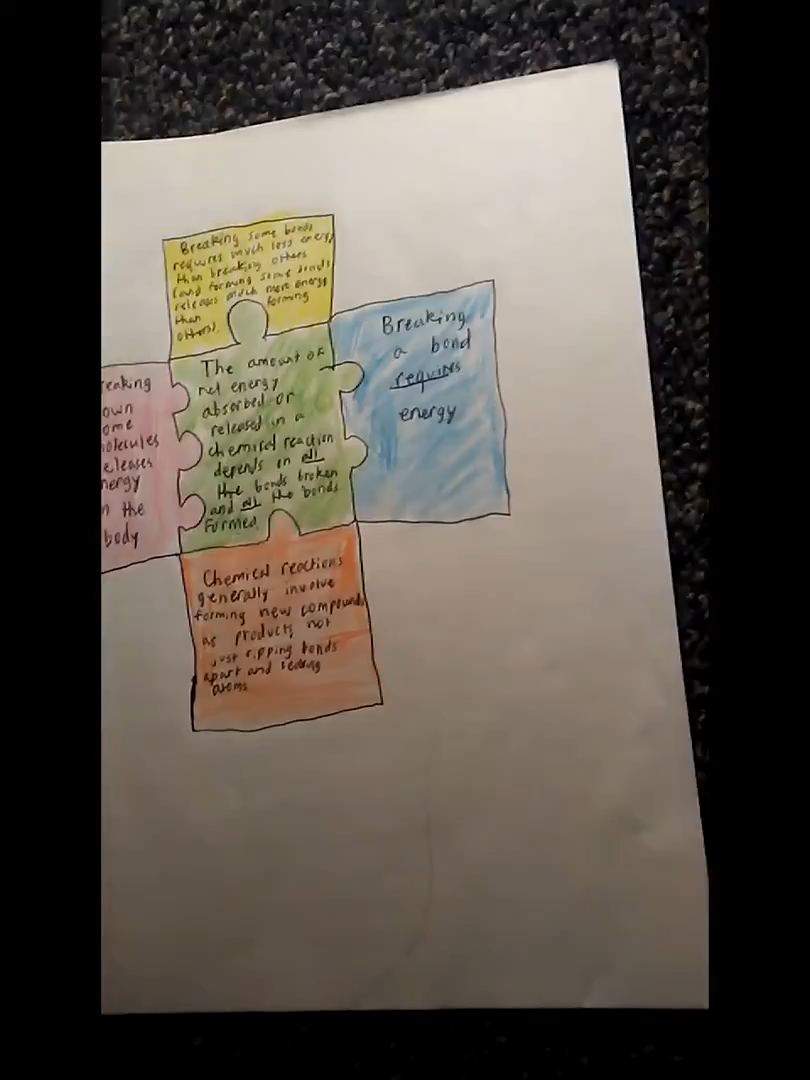 Breaking some bonds
requires much less energy
than breaking others
(and forming some bonds
releases much more energy
than forming
others).
reaking
own
ome
olecules
eleases
nergy
n the
body
The amount of
net energy
absorbed or
released in a
chemical reaction
depends on all
the bonds broken
and all the bonds
formed.
Breaking
a bond
requires
energy
Chemical reactions
generally involve
forming new compounds
as products, not
just ripping bonds
apart and
atoms